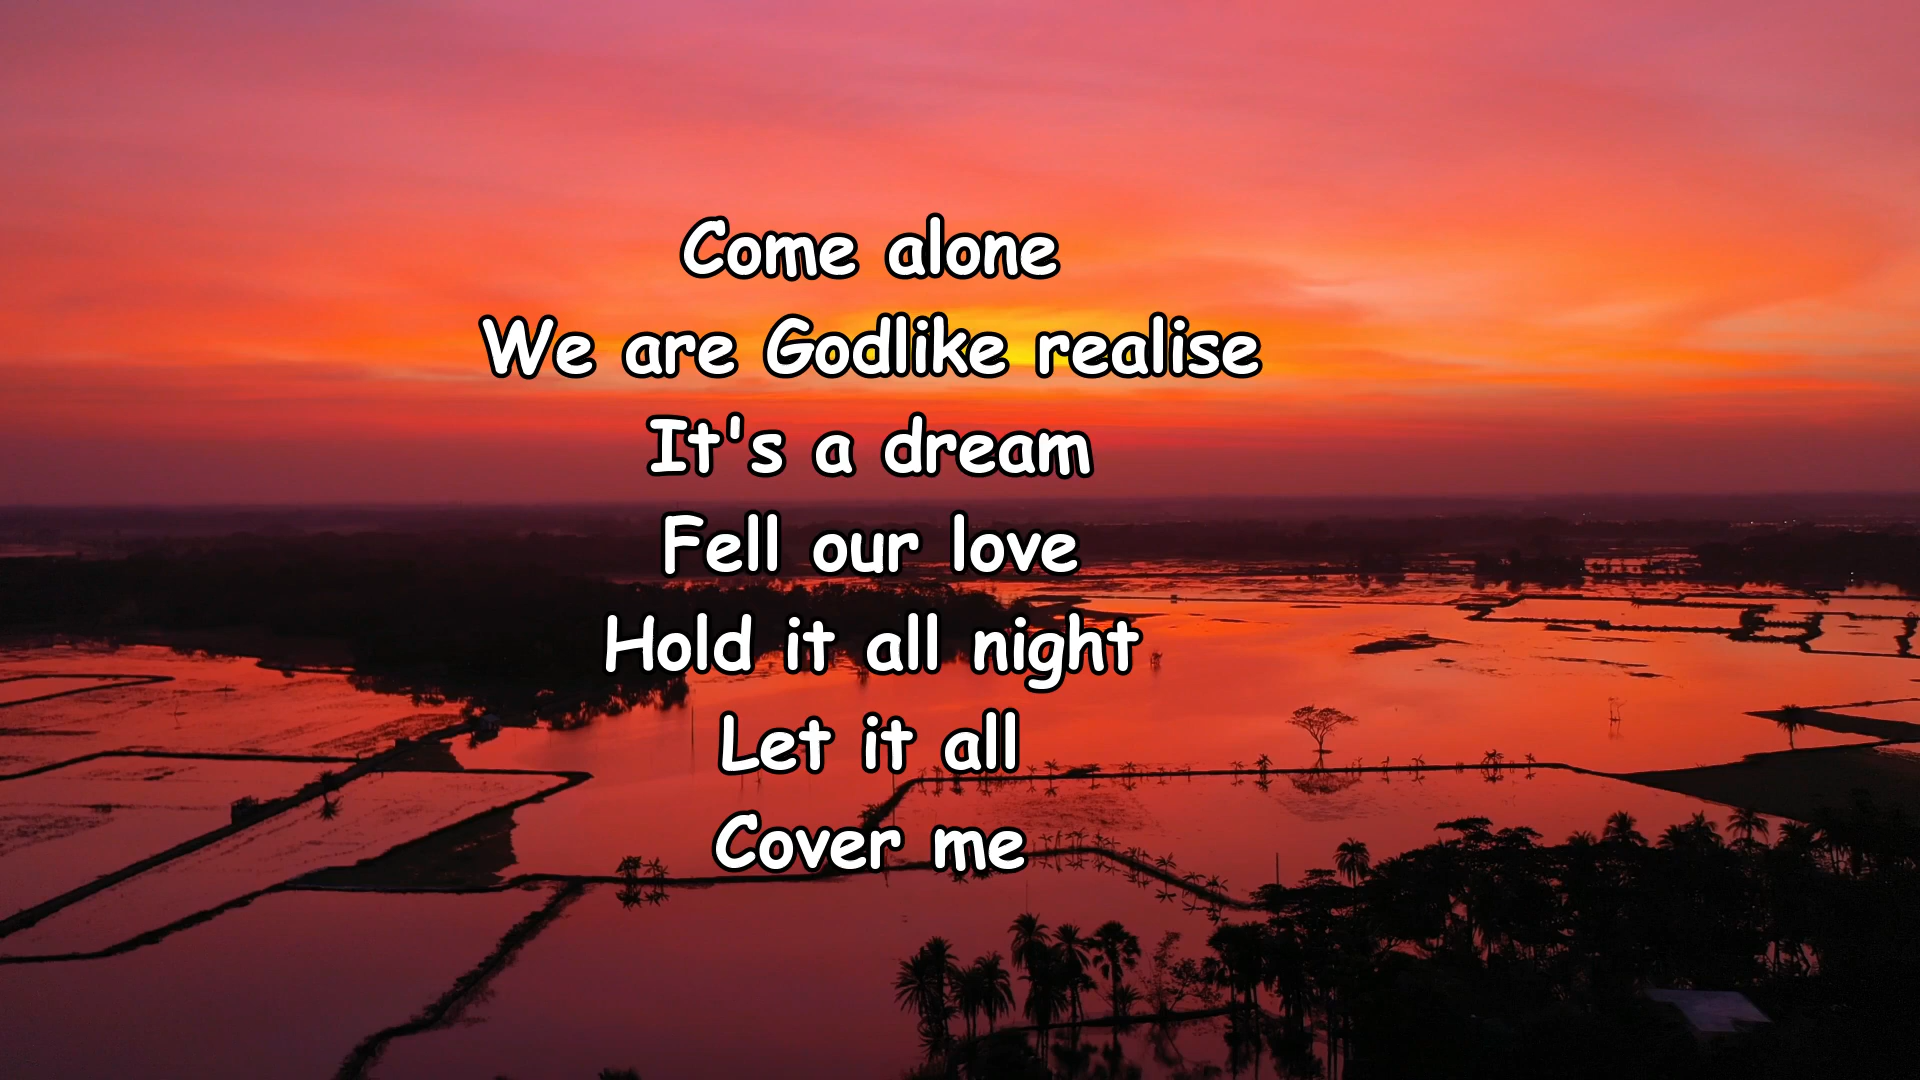 Come alone
We are Godlike realise
It's a dream
Fell our love
Hold it all night
Let it all
Cover me